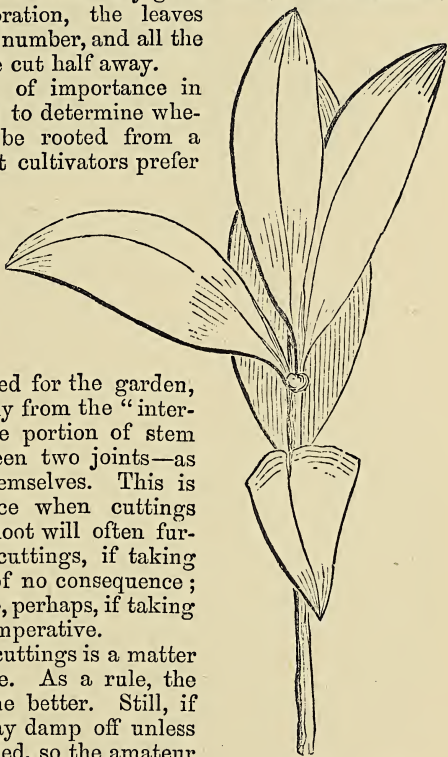 oration, the leaves
number, and all the
cut half away.
of importance in
to determine whe-
be rooted from a
t cultivators prefer
ed for the garden,
y from the “inter-
e portion of stem
een two joints—as
emselves. This is
ce when cuttings
oot will often fur-
cuttings, if taking
f no consequence;
, perhaps, if taking
mperative.
cuttings is a matter
e. As a rule, the
he better. Still, if
ay damp off unless
ed, so the amateur